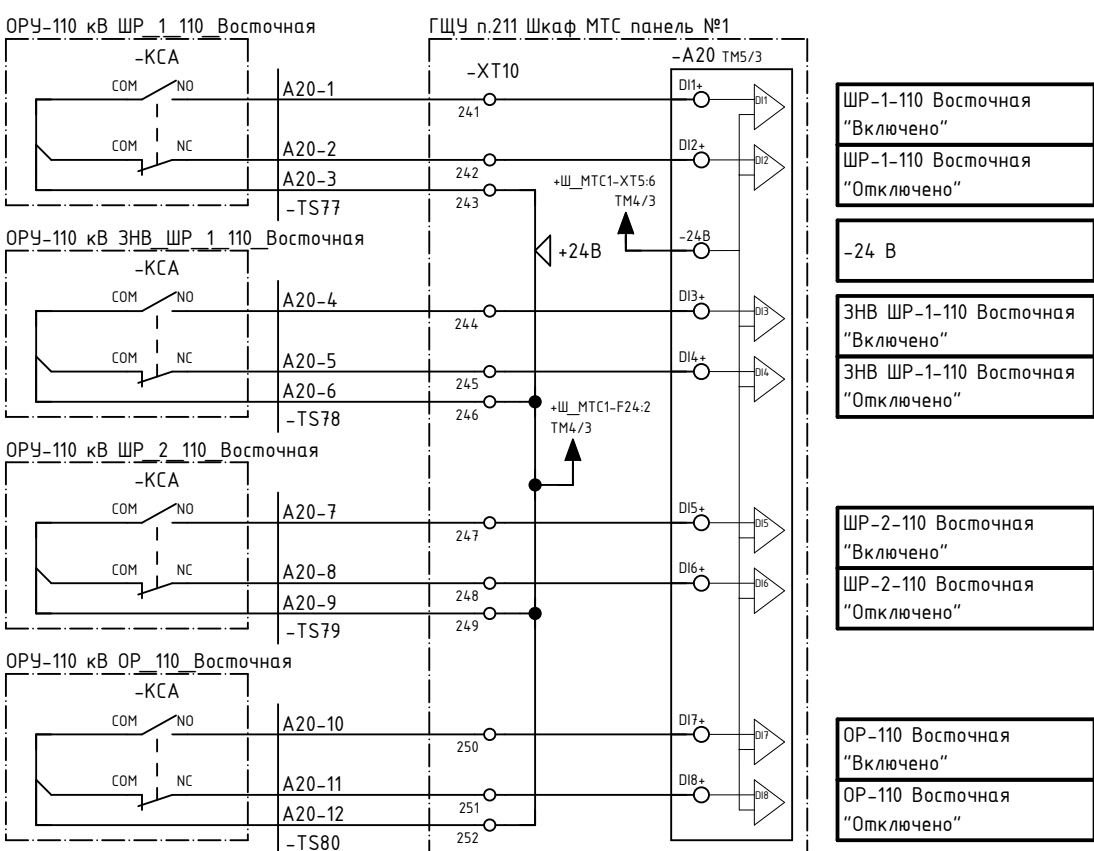 ОРУ-110 кВ ШР_1_110_Восточная
ГЩУ п.211 Шкаф МТС панель №1
-КСА
-XT10
-A20 TM5/3
COM
NO
A20-1
241
DI1+
DI1
ШР-1-110 Восточная
"Включено"
COM
NC
A20-2
242
DI2+
DI2
ШР-1-110 Восточная
"Отключено"
A20-3
243
-TS77
+Ш_МТС1-XT5:6
TM4/3
ОРУ-110 кВ ЗНВ_ШР_1_110_Восточная
+24В
-24В
-24 В
-КСА
COM
NO
A20-4
244
DI3+
DI3
ЗНВ ШР-1-110 Восточная
"Включено"
COM
NC
A20-5
245
DI4+
DI4
ЗНВ ШР-1-110 Восточная
"Отключено"
A20-6
246
-TS78
+Ш_МТС1-F24:2
TM4/3
ОРУ-110 кВ ШР_2_110_Восточная
-КСА
COM
NO
A20-7
247
DI5+
DI5
ШР-2-110 Восточная
"Включено"
COM
NC
A20-8
248
DI6+
DI6
ШР-2-110 Восточная
"Отключено"
A20-9
249
-TS79
ОРУ-110 кВ ОР_110_Восточная
-КСА
COM
NO
A20-10
250
DI7+
DI7
ОР-110 Восточная
"Включено"
COM
NC
A20-11
251
DI8+
DI8
ОР-110 Восточная
"Отключено"
A20-12
252
-TS80